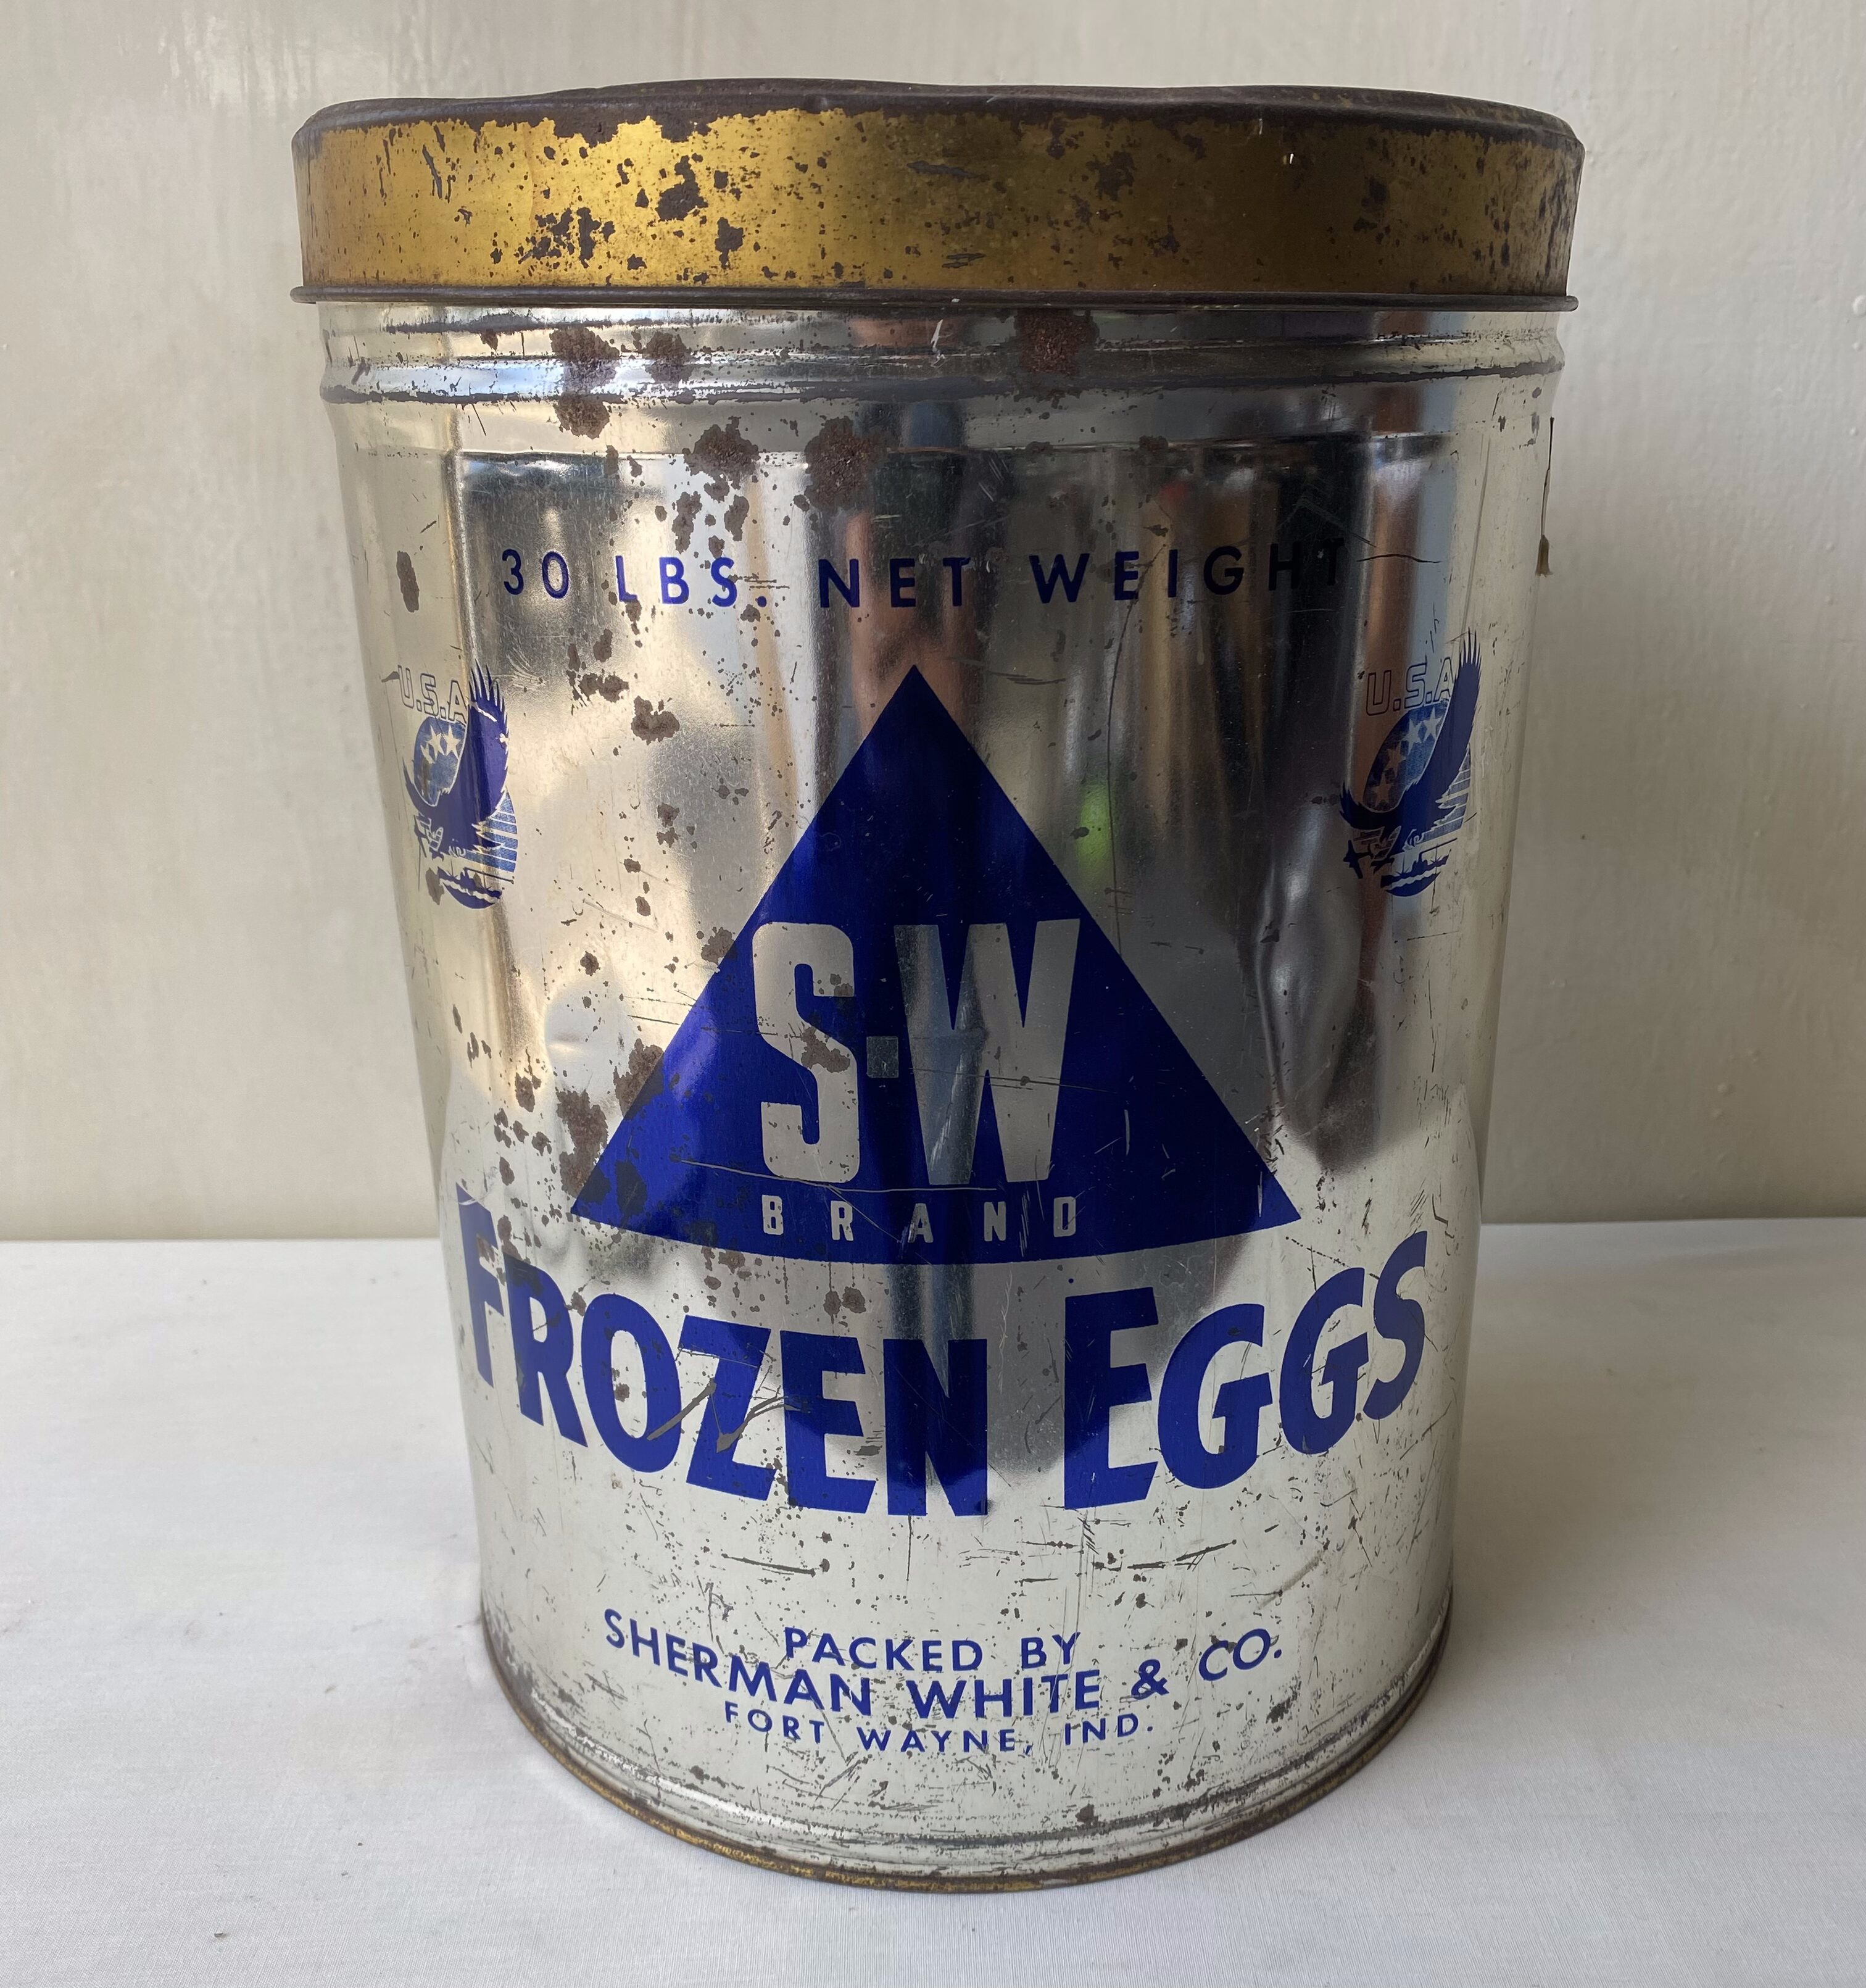 30 LBS. NET WEIGHT
U.S.A.
U.S.A.
S·W
BRAND
FROZEN EGGS
PACKED BY
SHERMAN WHITE & CO.
FORT WAYNE, IND.